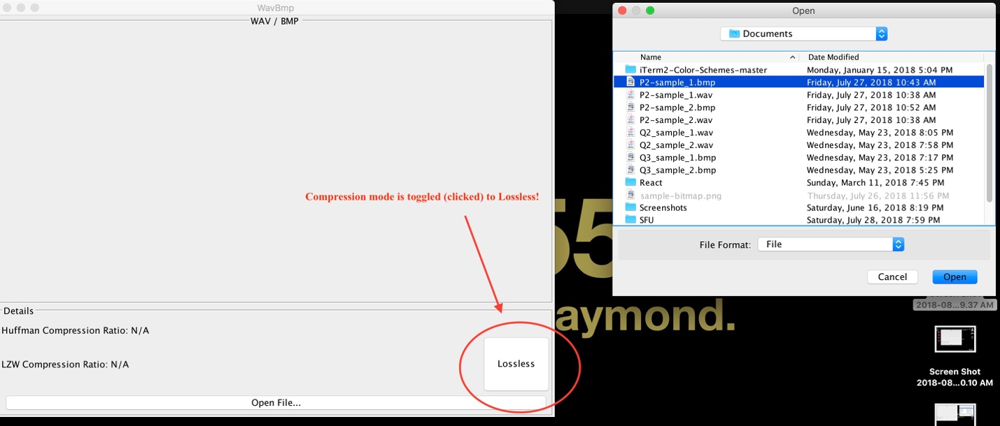 WavBmp
WAV / BMP
Compression mode is toggled (clicked) to Lossless!
Details
Huffman Compression Ratio: N/A
LZW Compression Ratio: N/A
Lossless
Open File...
Open
Documents
Name Date Modified
iTerm2-Color-Schemes-master Monday, January 15, 2018 5:04 PM
P2-sample_1.bmp Friday, July 27, 2018 10:43 AM
P2-sample_1.wav Friday, July 27, 2018 10:38 AM
P2-sample_2.bmp Friday, July 27, 2018 10:52 AM
P2-sample_2.wav Friday, July 27, 2018 10:38 AM
Q2_sample_1.wav Wednesday, May 23, 2018 8:05 PM
Q2_sample_2.wav Wednesday, May 23, 2018 7:58 PM
Q3_sample_1.bmp Wednesday, May 23, 2018 7:17 PM
Q3_sample_2.bmp Wednesday, May 23, 2018 5:25 PM
React Sunday, March 11, 2018 7:45 PM
sample-bitmap.png Thursday, July 26, 2018 11:56 PM
Screenshots Saturday, June 16, 2018 8:19 PM
SFU Saturday, July 28, 2018 7:59 PM
File Format: File
Cancel Open
55
aymond.
Screen Shot
2018-08...9.37 AM
Screen Shot
2018-08...0.10 AM